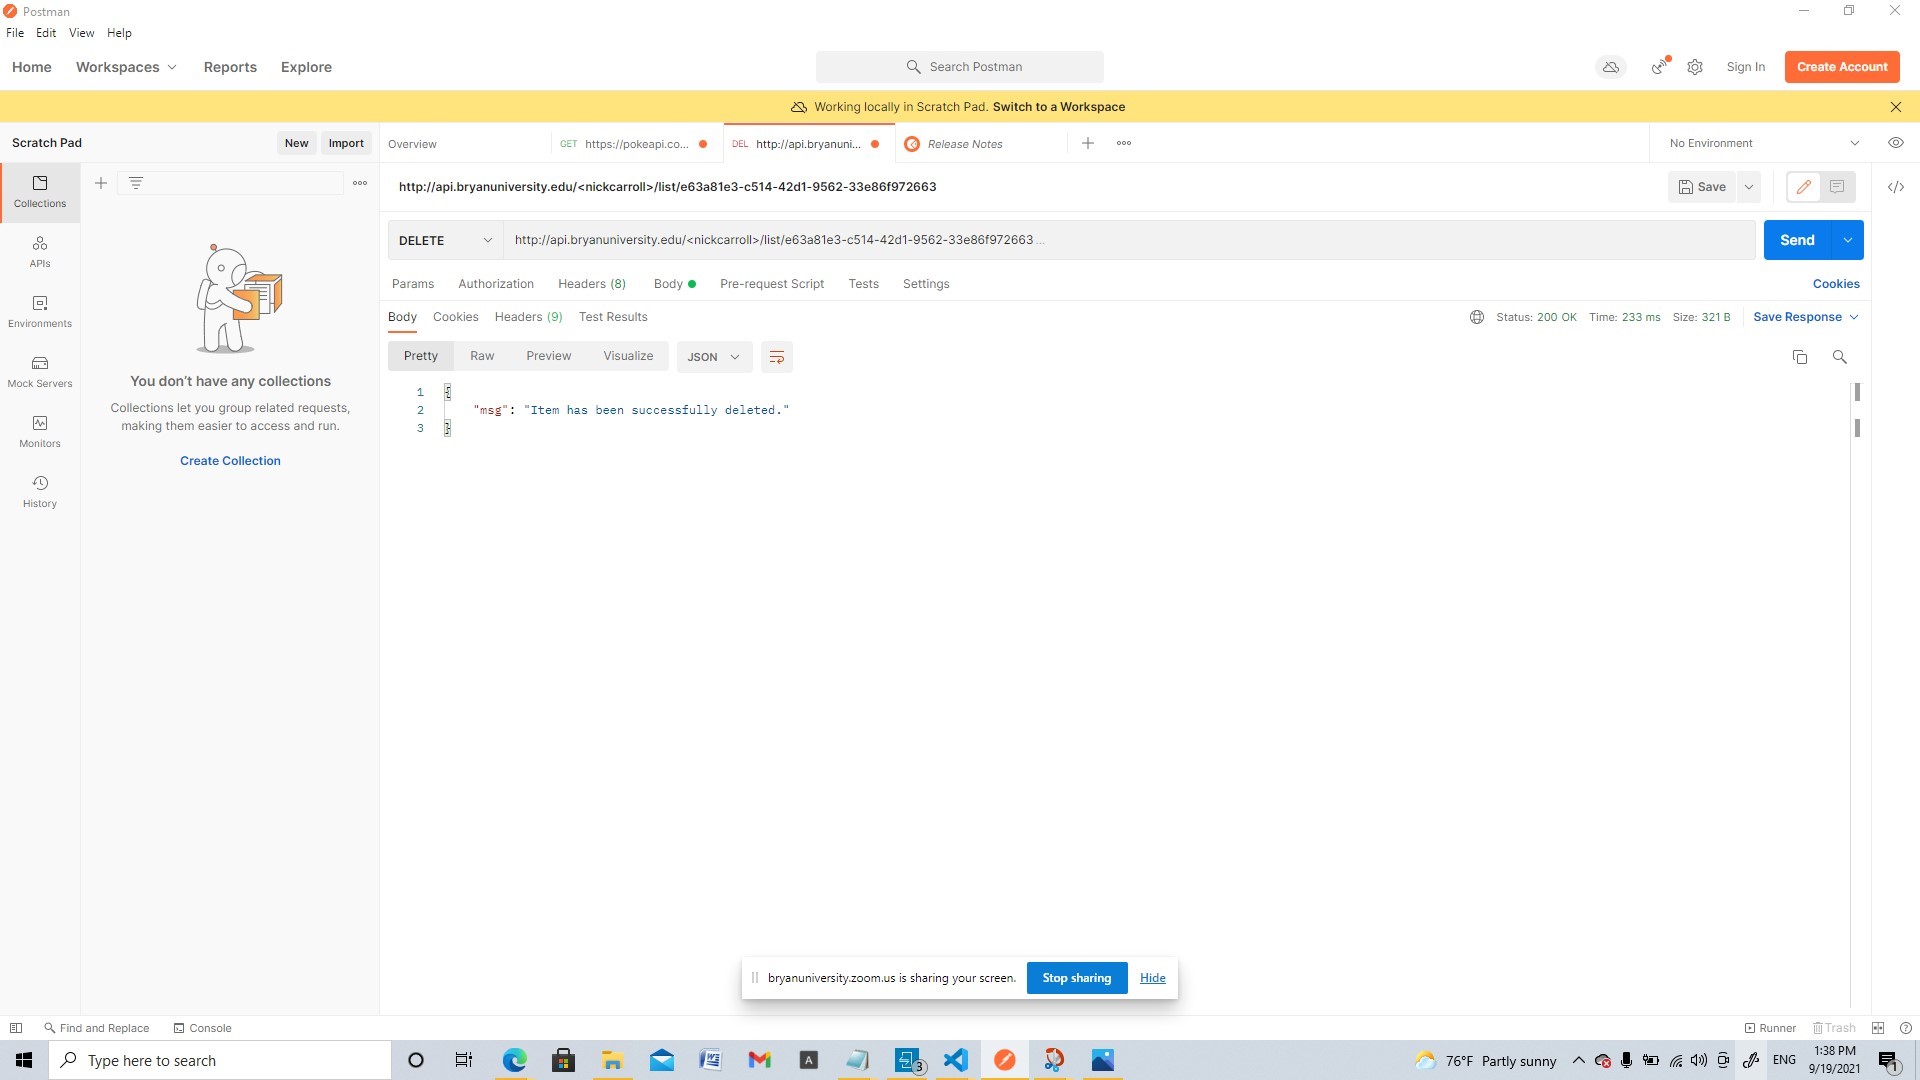 Postman
File Edit View Help
Home Workspaces Reports Explore
Search Postman
Sign In Create Account
Working locally in Scratch Pad. Switch to a Workspace
Scratch Pad New Import
Overview GET https://pokeapi.co... DEL http://api.bryanuni... Release Notes
No Environment
Collections
APIs
Environments
Mock Servers
Monitors
History
You don't have any collections
Collections let you group related requests,
making them easier to access and run.
Create Collection
http://api.bryanuniversity.edu/<nickcarroll>/list/e63a81e3-c514-42d1-9562-33e86f972663
Save
DELETE http://api.bryanuniversity.edu/<nickcarroll>/list/e63a81e3-c514-42d1-9562-33e86f972663 ...
Send
Params Authorization Headers (8) Body Pre-request Script Tests Settings Cookies
Body Cookies Headers (9) Test Results
Status: 200 OK Time: 233 ms Size: 321 B Save Response
Pretty Raw Preview Visualize JSON
1 {
2 "msg": "Item has been successfully deleted."
3 }
bryanuniversity.zoom.us is sharing your screen. Stop sharing Hide
Find and Replace Console
Runner Trash
Type here to search
3
76°F Partly sunny
ENG
1:38 PM
9/19/2021
1